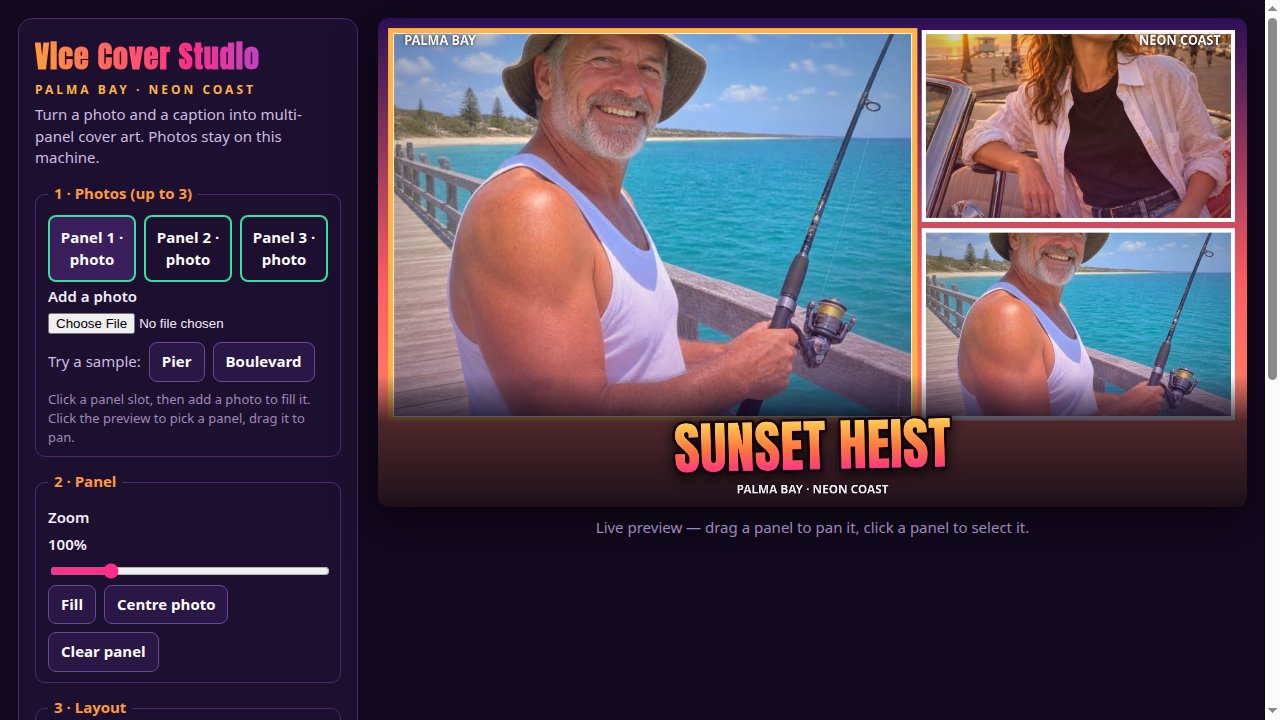 Vice Cover Studio
PALMA BAY · NEON COAST
Turn a photo and a caption into multi-
panel cover art. Photos stay on this
machine.
1 · Photos (up to 3)
Panel 1 ·
photo
Panel 2 ·
photo
Panel 3 ·
photo
Add a photo
Choose File No file chosen
Try a sample: Pier Boulevard
Click a panel slot, then add a photo to fill it.
Click the preview to pick a panel, drag it to
pan.
2 · Panel
Zoom
100%
Fill Centre photo
Clear panel
3 · Layout
PALMA BAY
NEON COAST
SUNSET HEIST
PALMA BAY · NEON COAST
Live preview — drag a panel to pan it, click a panel to select it.